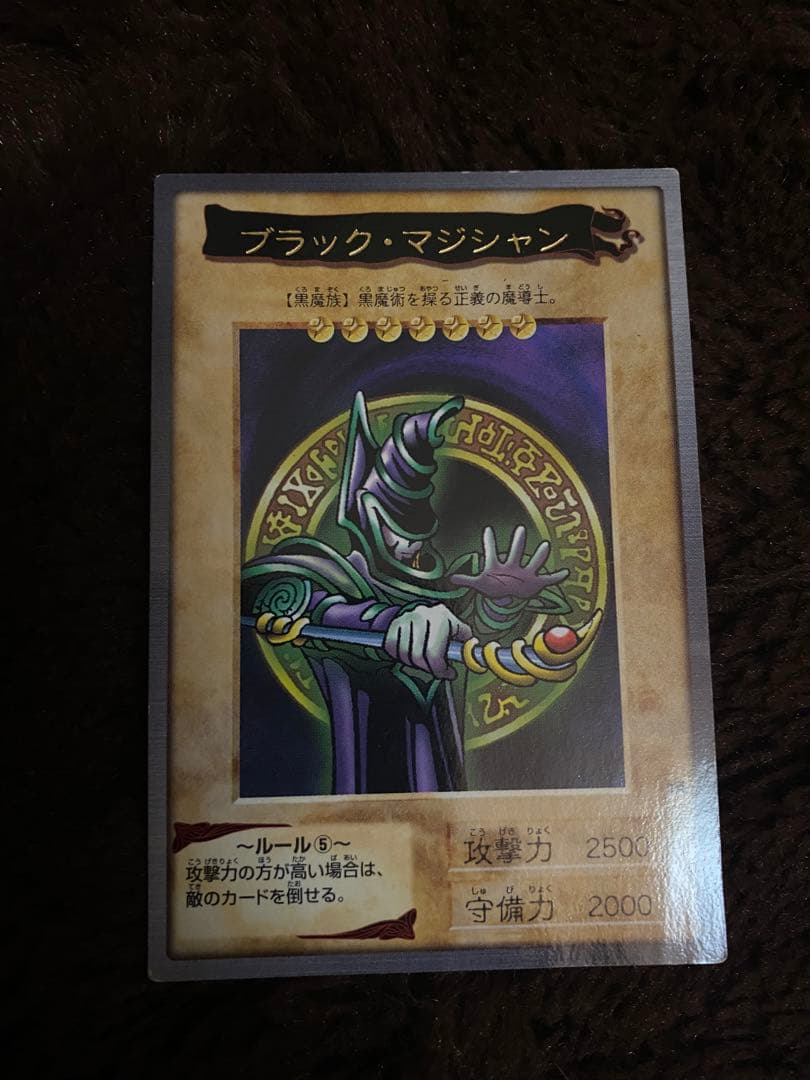 ブラック・マジシャン
【黒魔族】黒魔術を操る正義の魔導士。
～ルール⑤～
攻撃力の方が高い場合は、
敵のカードを倒せる。
攻撃力 2500
守備力 2000